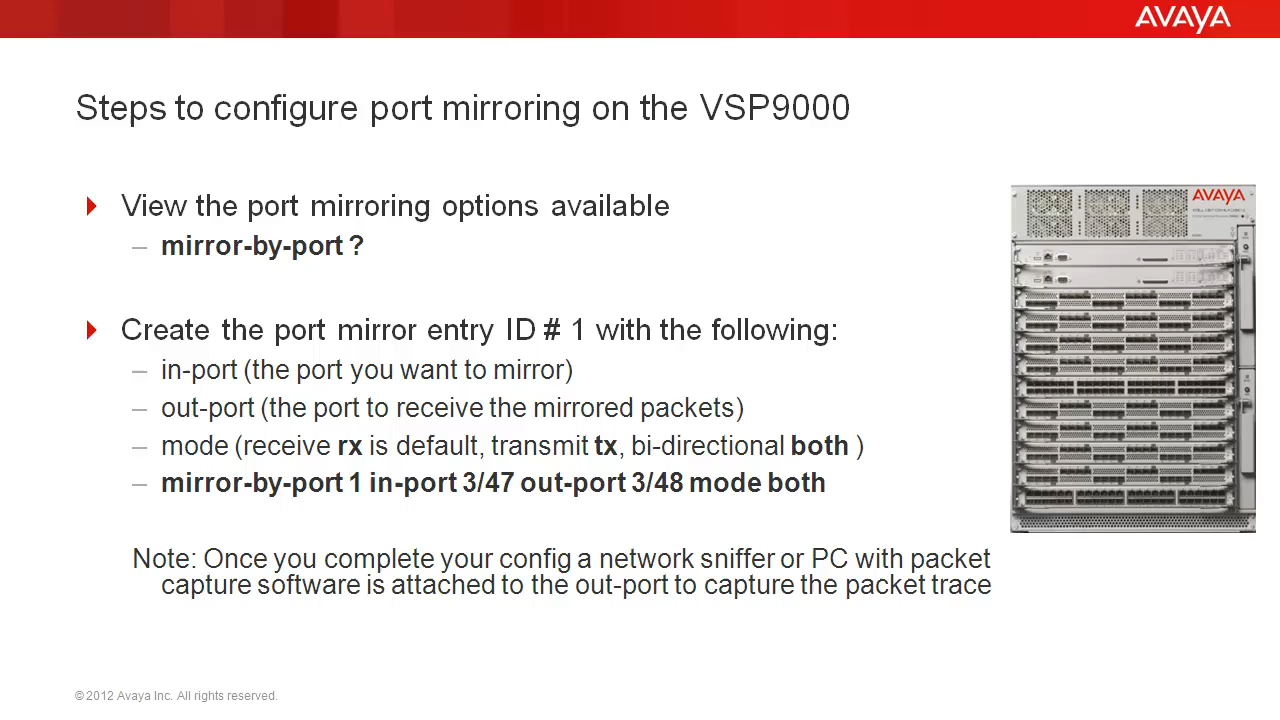 AVAYA
Steps to configure port mirroring on the VSP9000
View the port mirroring options available
– mirror-by-port ?
AVAYA
Create the port mirror entry ID # 1 with the following:
– in-port (the port you want to mirror)
– out-port (the port to receive the mirrored packets)
– mode (receive rx is default, transmit tx, bi-directional both )
– mirror-by-port 1 in-port 3/47 out-port 3/48 mode both
Note: Once you complete your config a network sniffer or PC with packet
capture software is attached to the out-port to capture the packet trace
© 2012 Avaya Inc. All rights reserved.